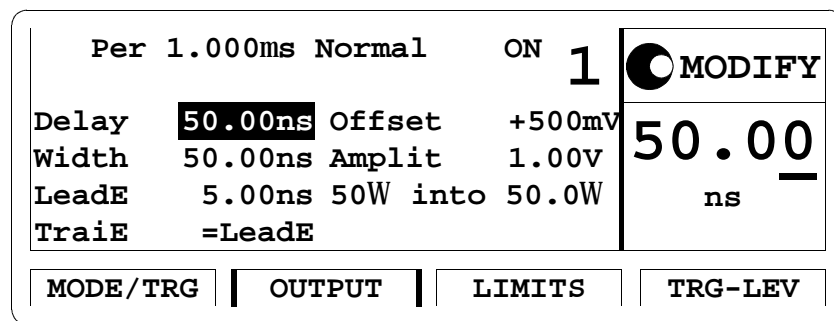 Per 1.000ms Normal ON 1
MODIFY
Delay 50.00ns Offset +500mV
50.00
Width 50.00ns Amplit 1.00V
LeadE 5.00ns 50W into 50.0W
ns
TraiE =LeadE
MODE/TRG OUTPUT LIMITS TRG-LEV